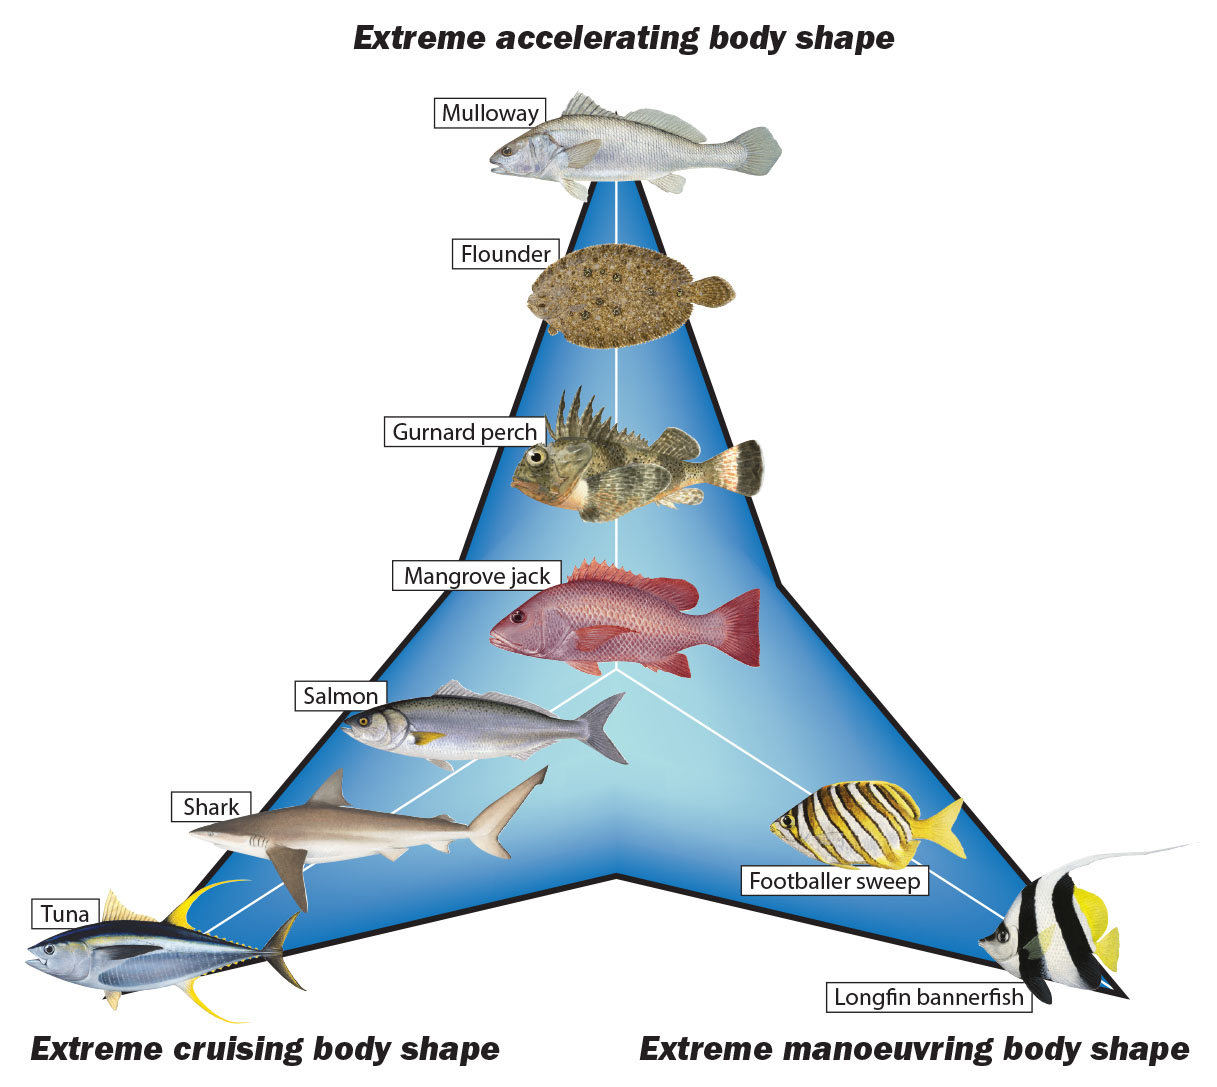 Extreme accelerating body shape
Mulloway
Flounder
Gurnard perch
Mangrove jack
Salmon
Shark
Footballer sweep
Tuna
Longfin bannerfish
Extreme cruising body shape
Extreme manoeuvring body shape